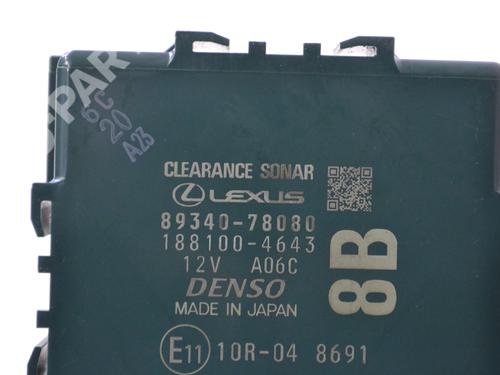 6C
20
A23
CLEARANCE SONAR
LEXUS
89340-78080
188100-4643
12V A06C
DENSO
MADE IN JAPAN
8B
E11 10R-04 8691